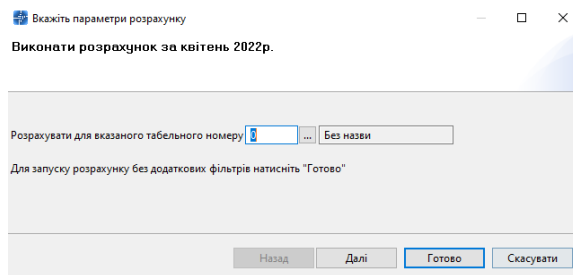 Вкажіть параметри розрахунку
Виконати розрахунок за квітень 2022р.
Розрахувати для вказаного табельного номеру 0 ... Без назви
Для запуску розрахунку без додаткових фільтрів натисніть "Готово"
Назад Далі Готово Скасувати